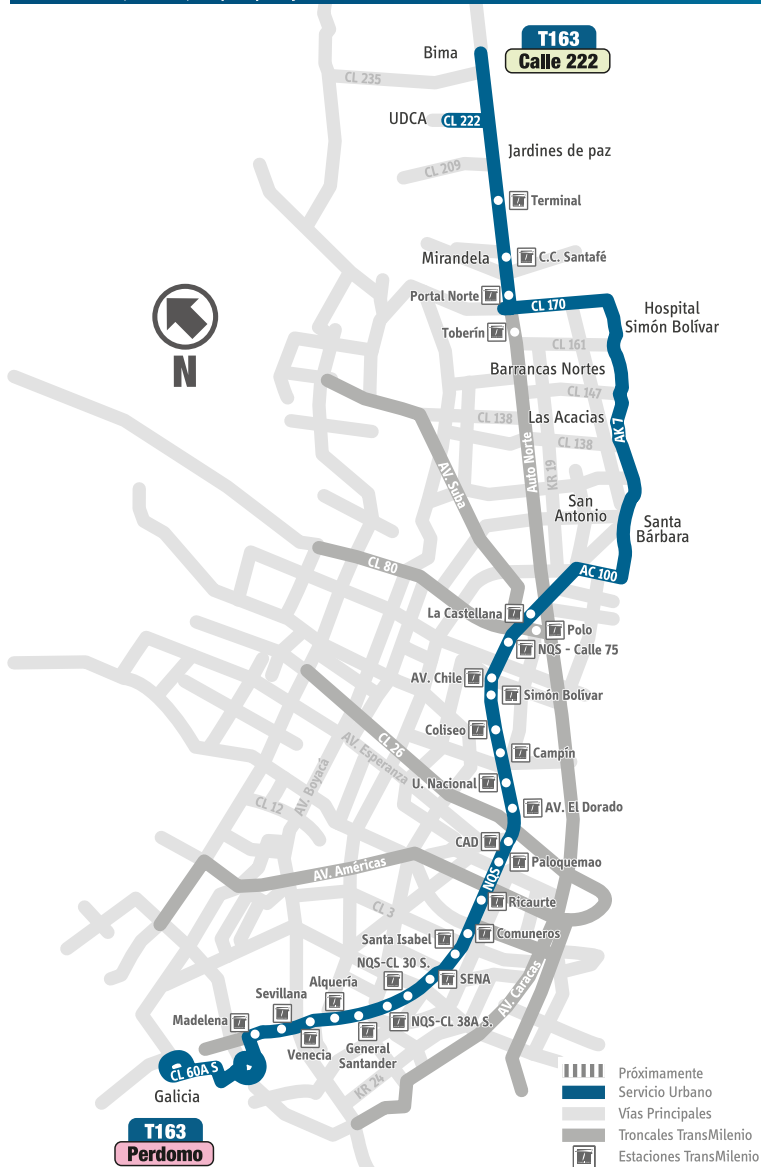 T163
Calle 222
Bima
CL 235
UDCA
CL 222
Jardines de paz
CL 209
Terminal
Mirandela
C.C. Santafé
Portal Norte
CL 170
Hospital
Simón Bolívar
Toberín
CL 161
Barrancas Nortes
CL 147
CL 138
Las Acacias
AK 7
CL 138
Auto Norte
KR 19
AV. Suba
San
Antonio
Santa
Bárbara
CL 80
AC 100
La Castellana
Polo
NQS - Calle 75
AV. Chile
Simón Bolívar
Coliseo
CL 26
AV. Esperanza
Campín
U. Nacional
AV. Boyacá
CL 12
AV. El Dorado
CAD
Paloquemao
AV. Américas
NQS
Ricaurte
CL 3
Santa Isabel
Comuneros
NQS-CL 30 S.
SENA
Alquería
Sevillana
AV. Caracas
Madelena
NQS-CL 38A S.
Venecia
General
Santander
CL 60A S
KR 24
Galicia
T163
Perdomo
Próximamente
Servicio Urbano
Vías Principales
Troncales TransMilenio
Estaciones TransMilenio
N